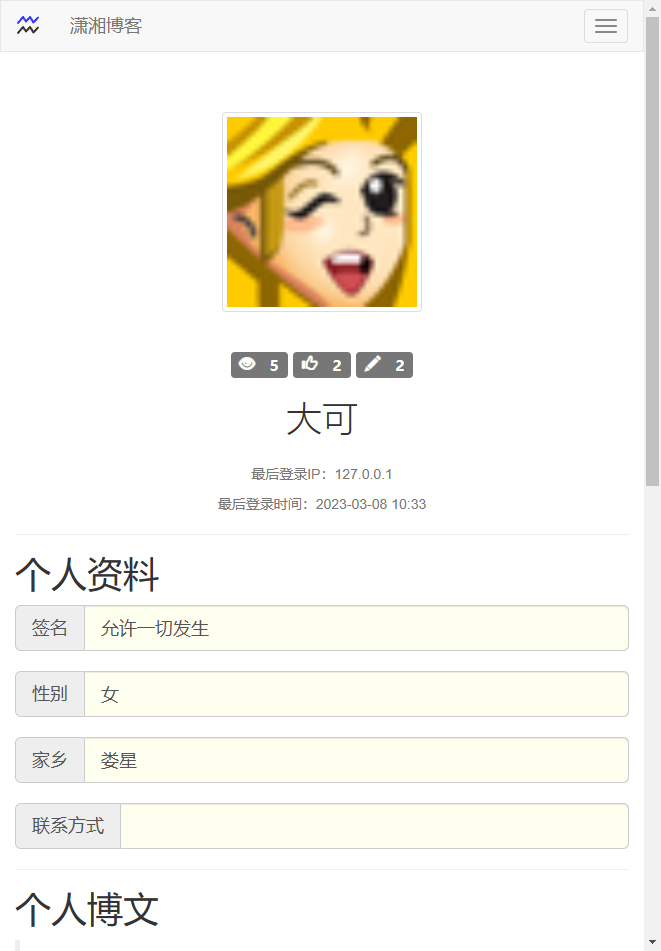 潇湘博客
5 2 2
大可
最后登录IP：127.0.0.1
最后登录时间：2023-03-08 10:33
个人资料
签名 允许一切发生
性别 女
家乡 娄星
联系方式
个人博文